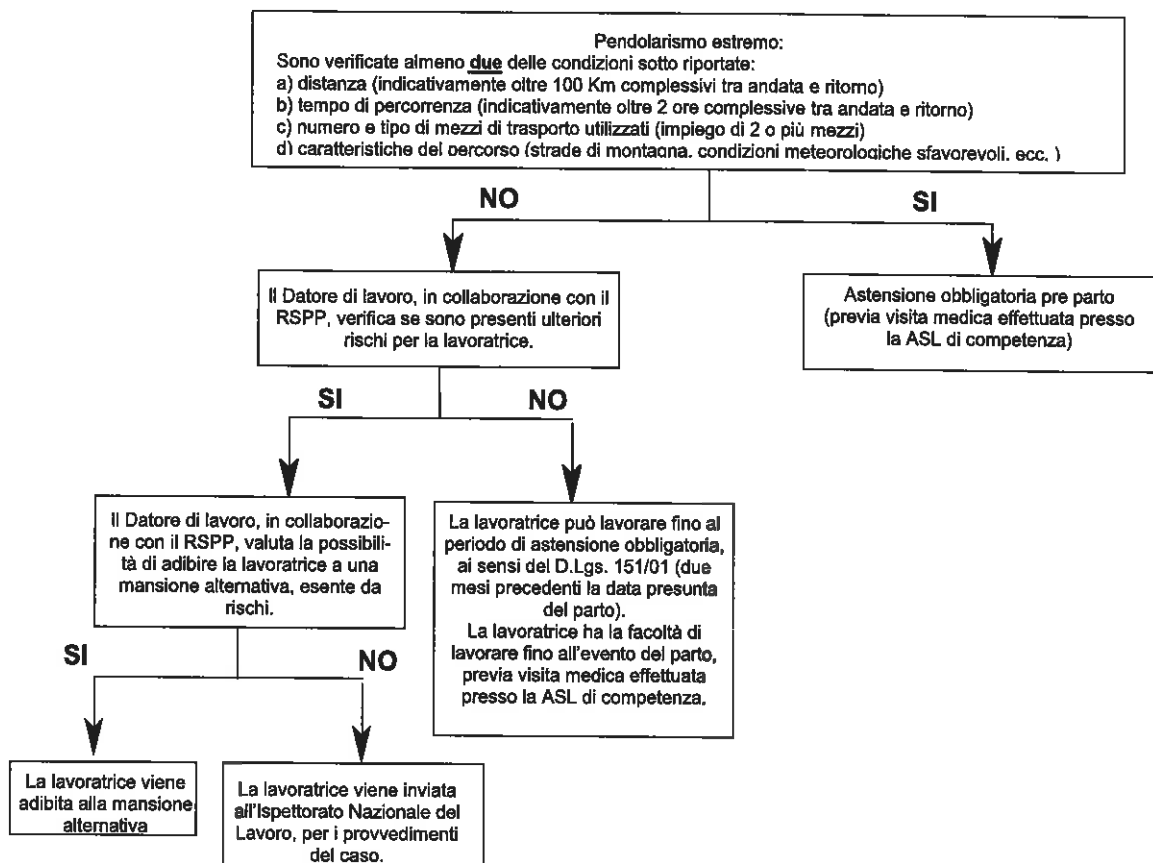 Pendolarismo estremo:
Sono verificate almeno due delle condizioni sotto riportate:
a) distanza (indicativamente oltre 100 Km complessivi tra andata e ritorno)
b) tempo di percorrenza (indicativamente oltre 2 ore complessive tra andata e ritorno)
c) numero e tipo di mezzi di trasporto utilizzati (impiego di 2 o più mezzi)
d) caratteristiche del percorso (strade di montagna, condizioni meteorologiche sfavorevoli, ecc. )
NO
SI
Il Datore di lavoro, in collaborazione con il
RSPP, verifica se sono presenti ulteriori
rischi per la lavoratrice.
Astensione obbligatoria pre parto
(previa visita medica effettuata presso
la ASL di competenza)
SI
NO
Il Datore di lavoro, in collaborazio-
ne con il RSPP, valuta la possibili-
tà di adibire la lavoratrice a una
mansione alternativa, esente da
rischi.
La lavoratrice può lavorare fino al
periodo di astensione obbligatoria,
ai sensi del D.Lgs. 151/01 (due
mesi precedenti la data presunta
del parto).
La lavoratrice ha la facoltà di
lavorare fino all'evento del parto,
previa visita medica effettuata
presso la ASL di competenza.
SI
NO
La lavoratrice viene
adibita alla mansione
alternativa
La lavoratrice viene inviata
all'Ispettorato Nazionale del
Lavoro, per i provvedimenti
del caso.